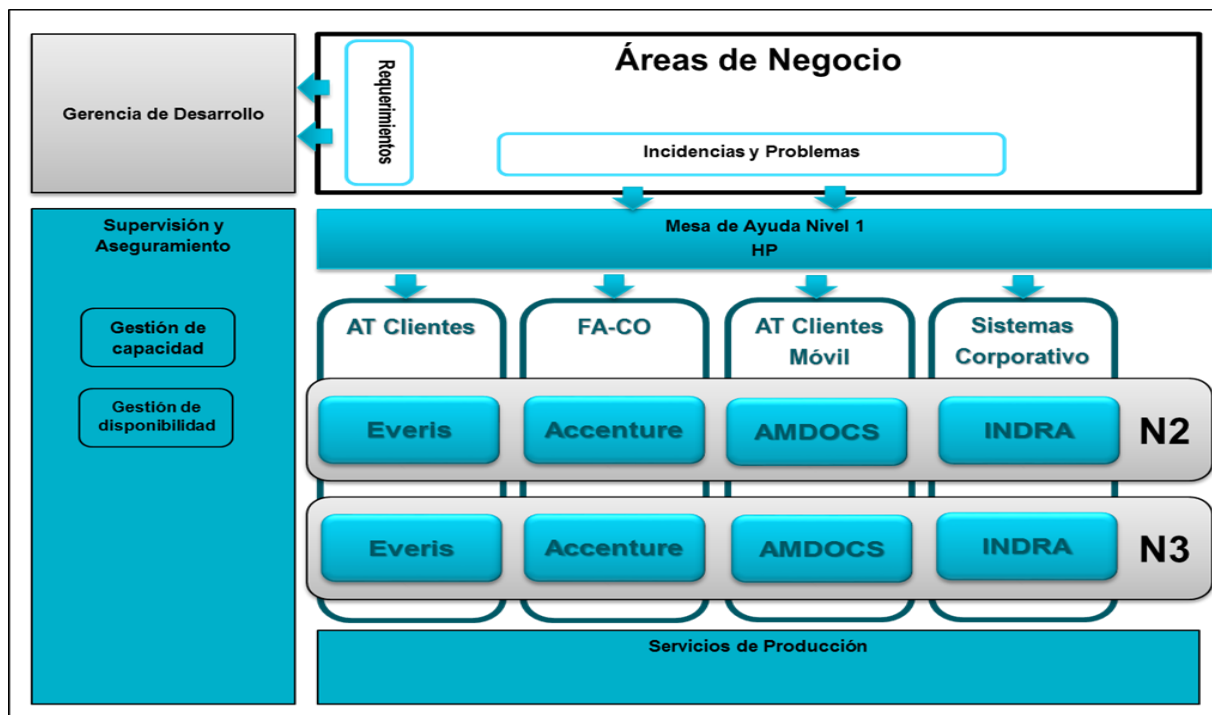 Áreas de Negocio
Requerimientos
Gerencia de Desarrollo
Incidencias y Problemas
Supervisión y
Aseguramiento
Mesa de Ayuda Nivel 1
HP
Gestión de
capacidad
Gestión de
disponibilidad
AT Clientes
FA-CO
AT Clientes
Móvil
Sistemas
Corporativo
Everis
Accenture
AMDOCS
INDRA
N2
Everis
Accenture
AMDOCS
INDRA
N3
Servicios de Producción